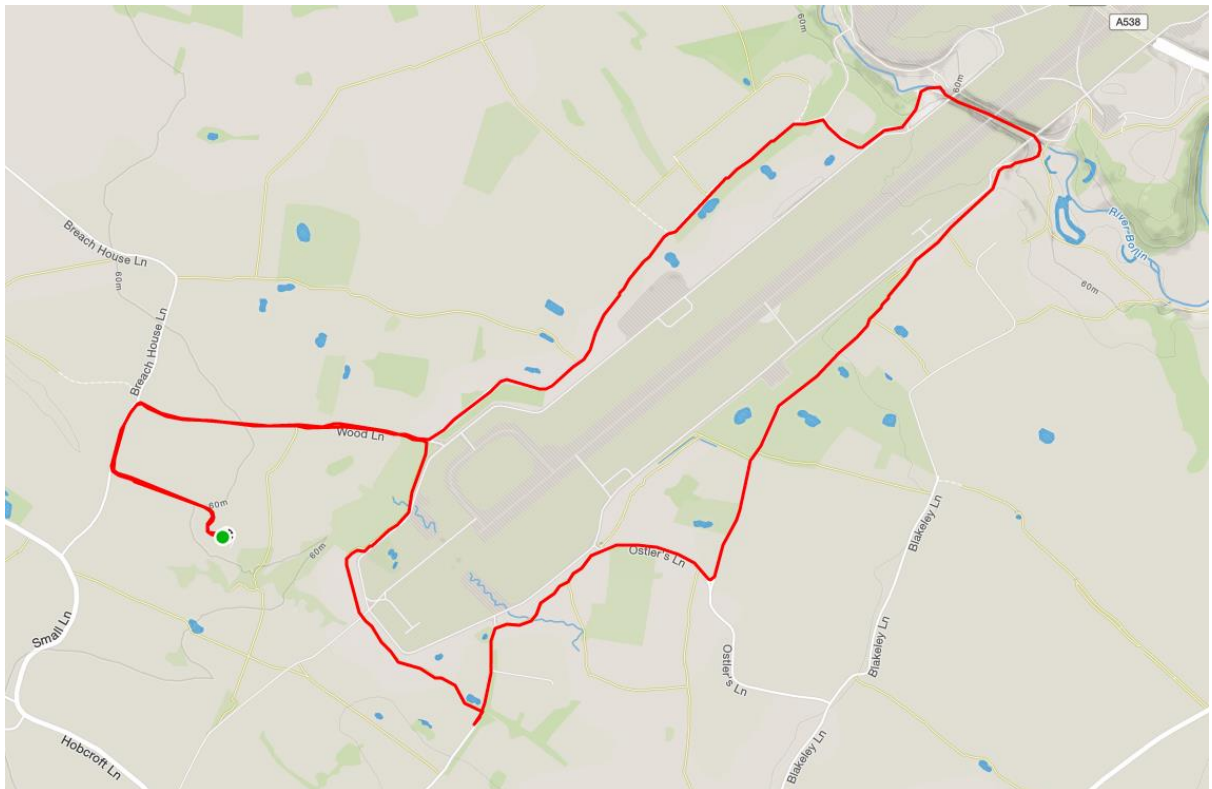 60m
A538
60m
Breach House Ln
60m
River Bollin
60m
Breach House Ln
Wood Ln
60m
60m
Ostler's Ln
Blakeley Ln
Small Ln
Blakeley Ln
Ostler's Ln
Hobcroft Ln
Blakeley Ln